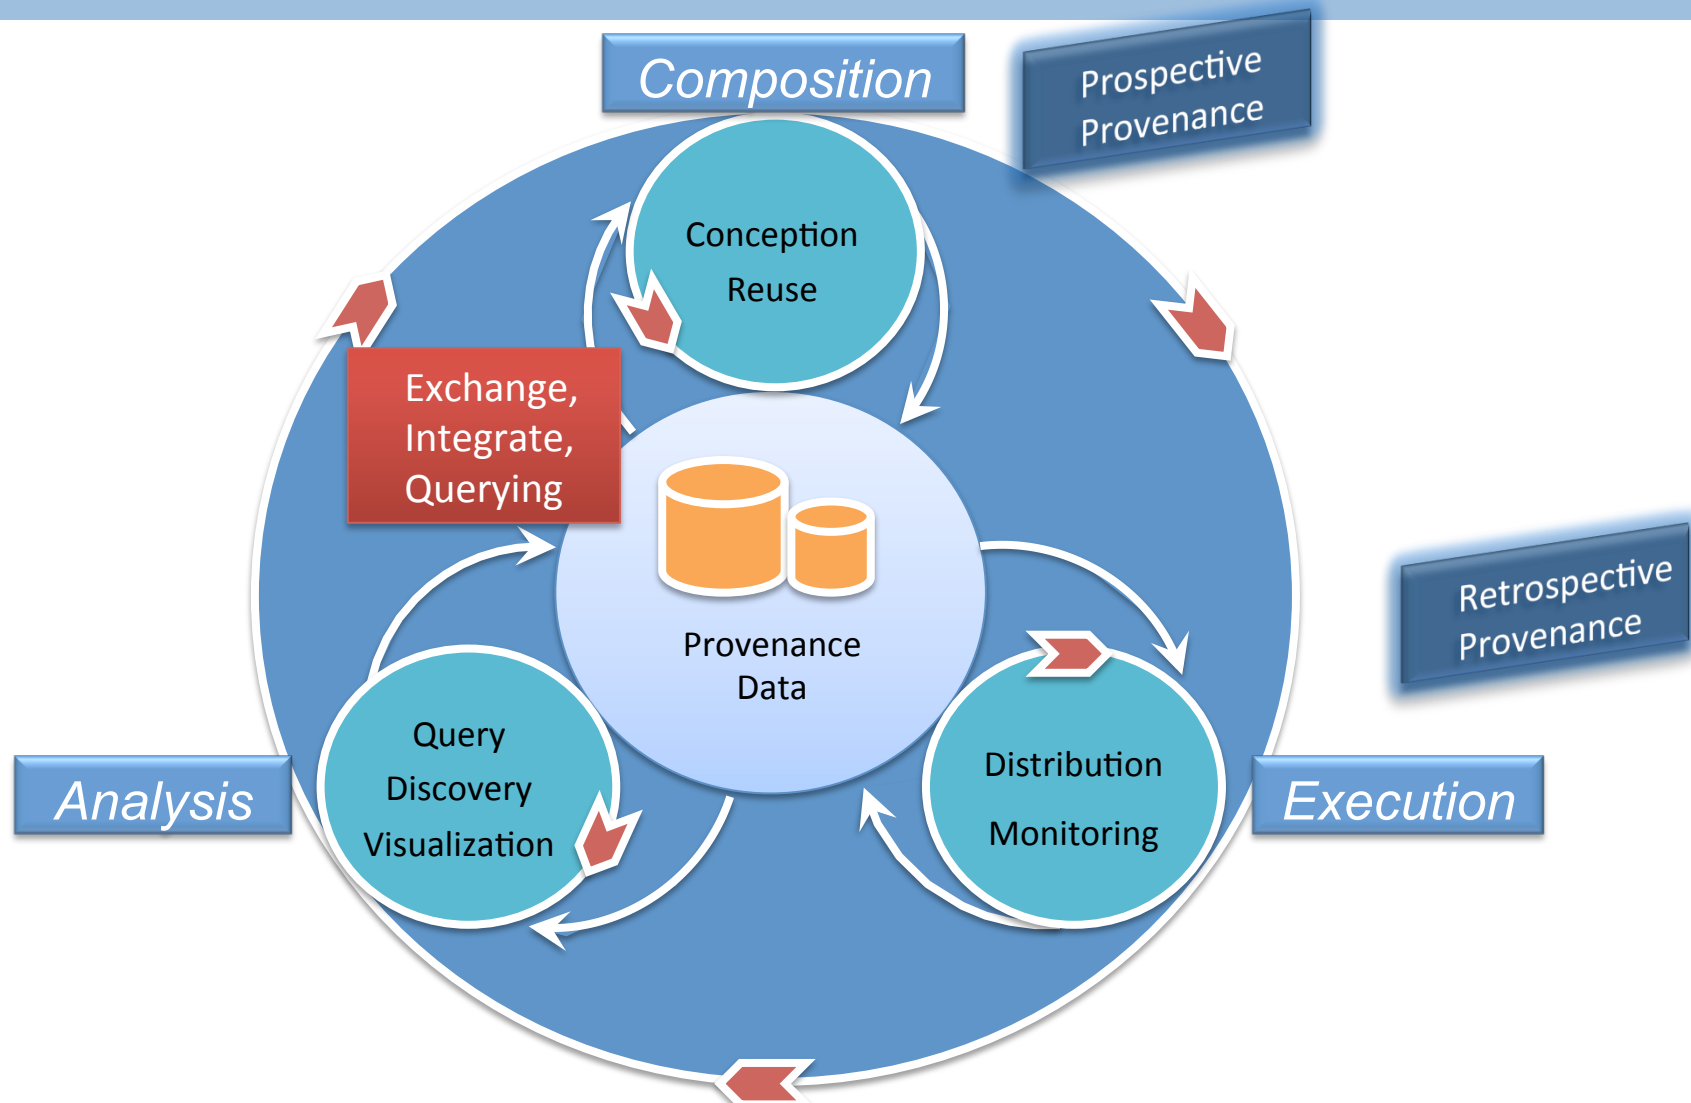 Composition
Prospective
Provenance
Conception
Reuse
Exchange,
Integrate,
Querying
Provenance
Data
Retrospective
Provenance
Query
Discovery
Visualization
Distribution
Monitoring
Analysis
Execution